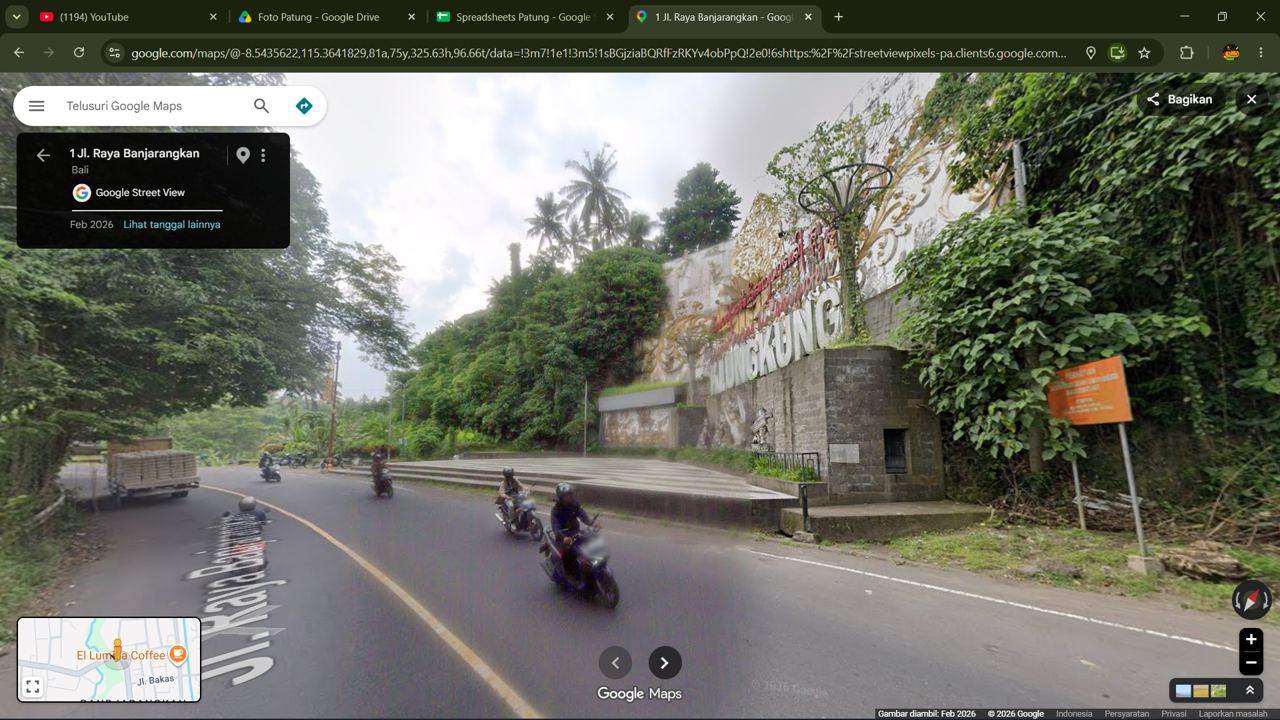 (1194) YouTube
Foto Patung - Google Drive
Spreadsheets Patung - Google
1 Jl. Raya Banjarangkan - Goog
google.com/maps/@-8.5435622,115.3641829,81a,75y,325.63h,96.66t/data=!3m7!1e1!3m5!1sBGjziaBQRfFzRKYv4obPpQ!2e0!6shttps:%2F%2Fstreetviewpixels-pa.clients6.google.com...
Telusuri Google Maps
Bagikan
1 Jl. Raya Banjarangkan
Bali
Google Street View
Feb 2026 Lihat tanggal lainnya
KLUNGKUNG
Jl. Raya Banjarangkan
El Lumina Coffee
Jl. Bakas
BANJARANGKAN
Google Maps
© 2026 Google
Gambar diambil: Feb 2026 © 2026 Google Indonesia Persyaratan Privasi Laporkan masalah